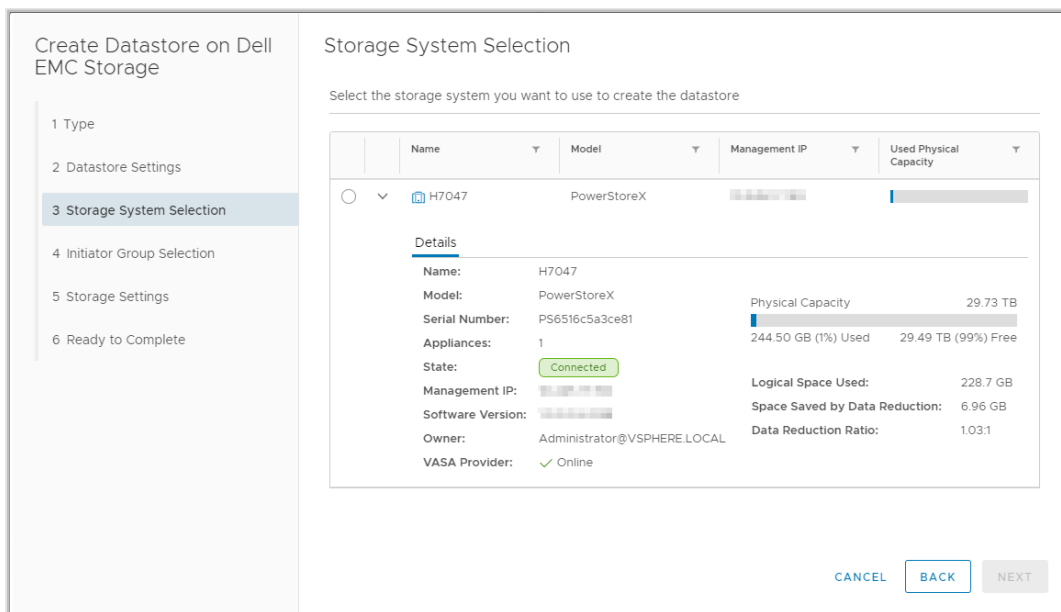 Create Datastore on Dell
EMC Storage
1 Type
2 Datastore Settings
3 Storage System Selection
4 Initiator Group Selection
5 Storage Settings
6 Ready to Complete
Storage System Selection
Select the storage system you want to use to create the datastore
Name Model Management IP Used Physical
Capacity
H7047 PowerStoreX
Details
Name: H7047
Model: PowerStoreX
Serial Number: PS6516c5a3ce81
Appliances: 1
State: Connected
Management IP:
Software Version:
Owner: Administrator@VSPHERE.LOCAL
VASA Provider: Online
Physical Capacity 29.73 TB
244.50 GB (1%) Used 29.49 TB (99%) Free
Logical Space Used: 228.7 GB
Space Saved by Data Reduction: 6.96 GB
Data Reduction Ratio: 1.03:1
CANCEL BACK NEXT